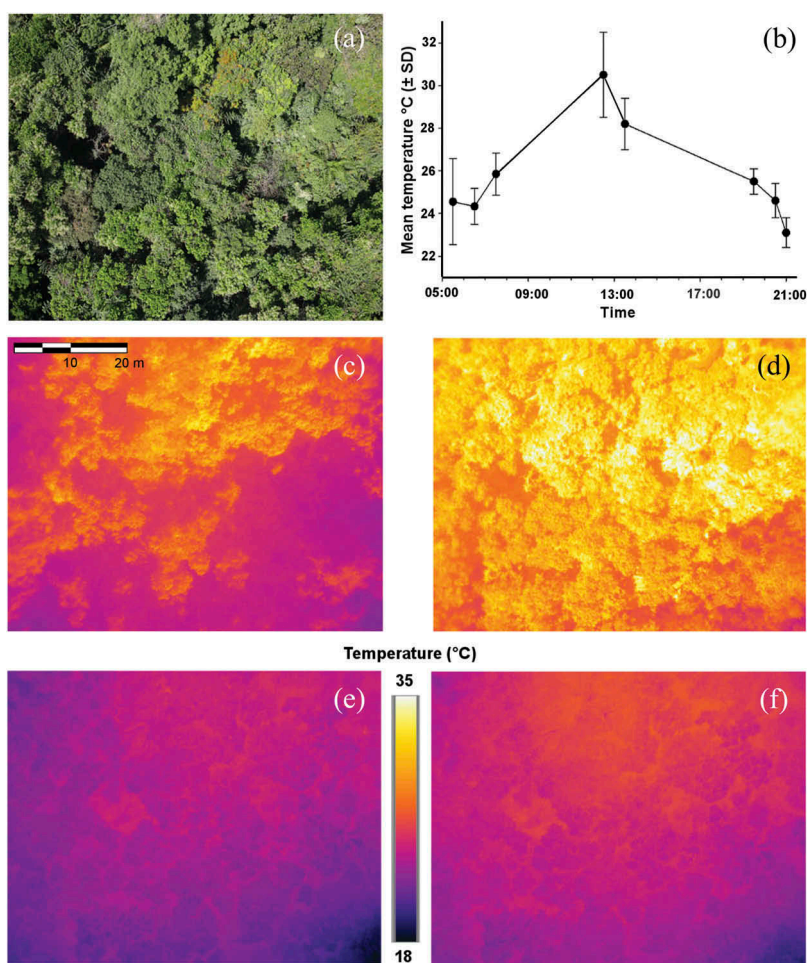 (a)
(b)
Mean temperature °C (± SD)
32
30
28
26
24
22
05:00 09:00 13:00 17:00 21:00
Time
10 20 m
(c)
(d)
Temperature (°C)
35
18
(e)
(f)